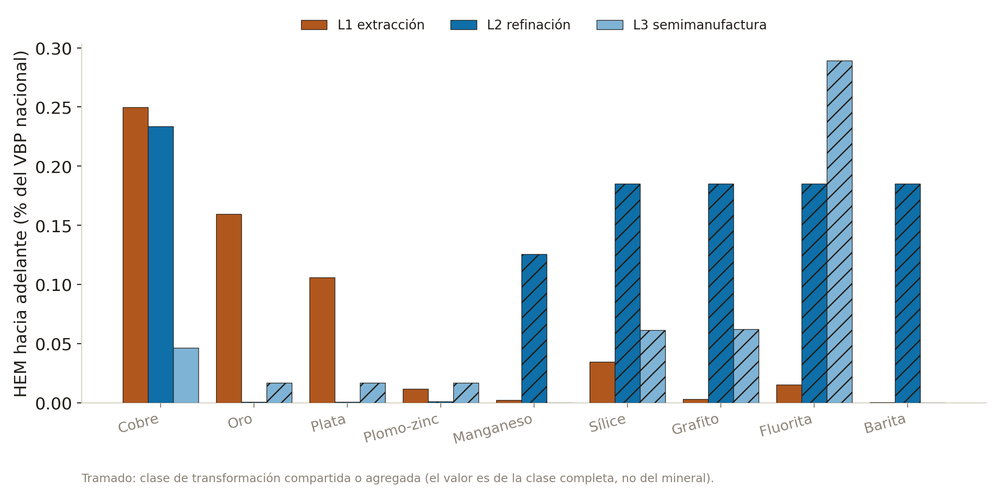 L1 extracción L2 refinación L3 semimanufactura
HEM hacia adelante (% del VBP nacional)
0.30
0.25
0.20
0.15
0.10
0.05
0.00
Cobre Oro Plata Plomo-zinc Manganeso Sílice Grafito Fluorita Barita
Tramado: clase de transformación compartida o agregada (el valor es de la clase completa, no del mineral).